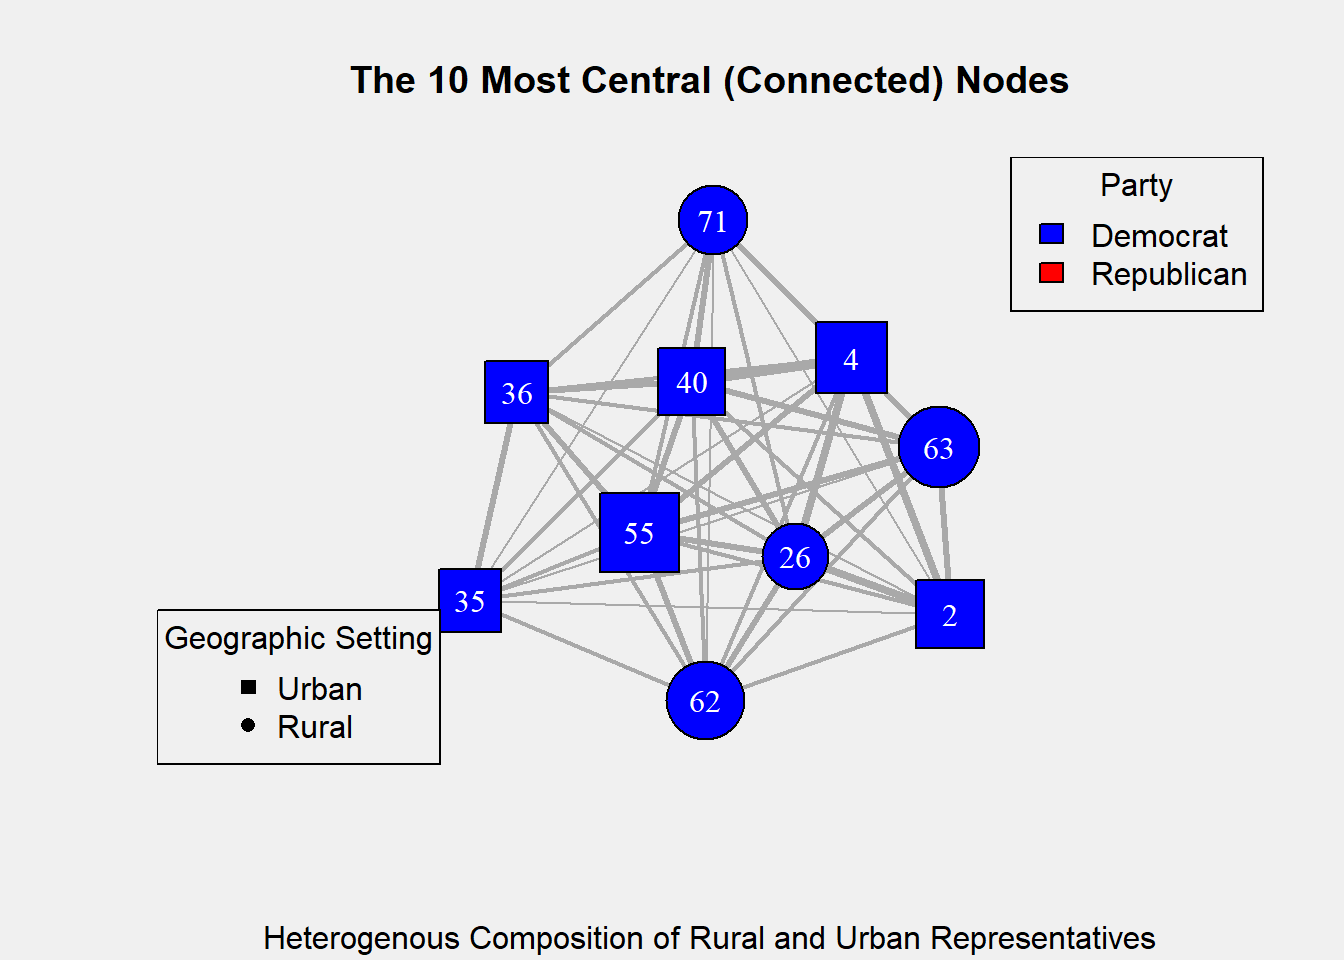 The 10 Most Central (Connected) Nodes
Party
Democrat
Republican
71
4
40
36
63
55
26
35
2
62
Geographic Setting
Urban
Rural
Heterogenous Composition of Rural and Urban Representatives